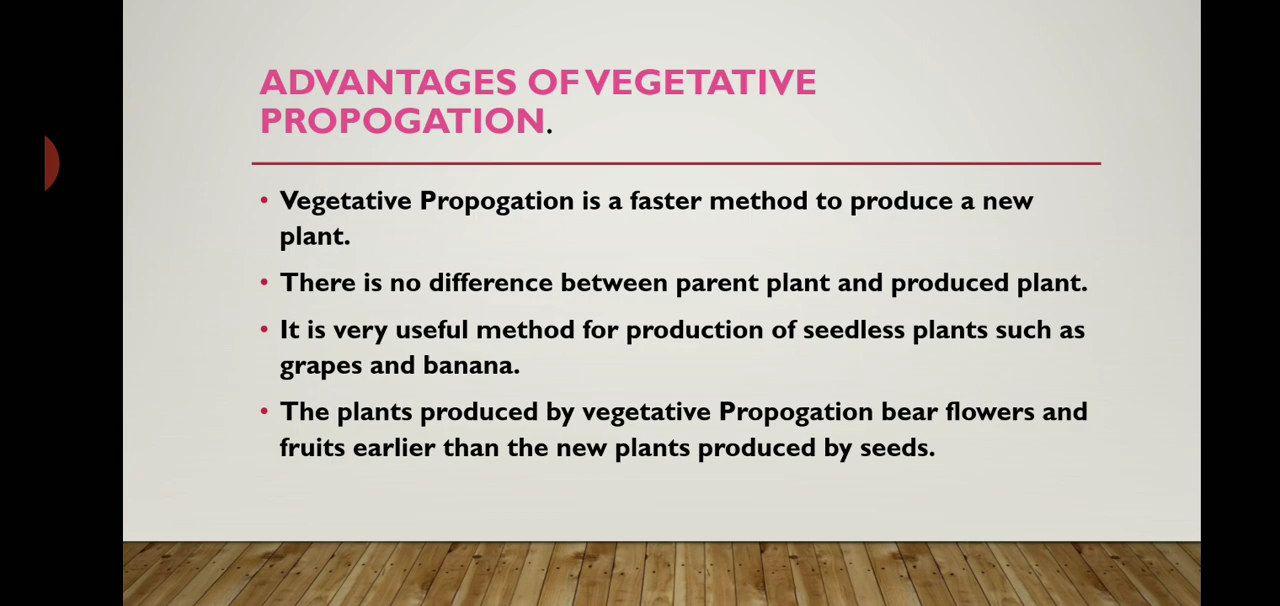 ADVANTAGES OF VEGETATIVE
PROPOGATION.
• Vegetative Propogation is a faster method to produce a new
plant.
• There is no difference between parent plant and produced plant.
• It is very useful method for production of seedless plants such as
grapes and banana.
• The plants produced by vegetative Propogation bear flowers and
fruits earlier than the new plants produced by seeds.